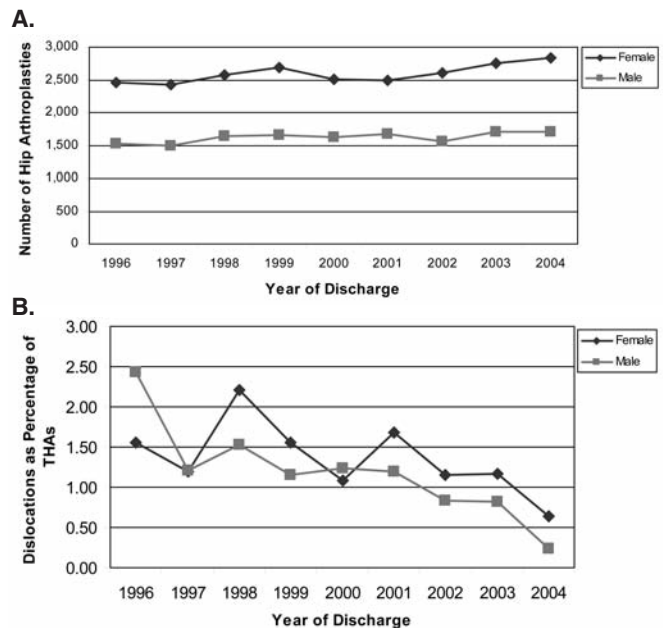 A.
Number of Hip Arthroplasties
3,000
2,500
2,000
1,500
1,000
500
0
1996 1997 1998 1999 2000 2001 2002 2003 2004
Year of Discharge
Female
Male
B.
Dislocations as Percentage of
THAs
3.00
2.50
2.00
1.50
1.00
0.50
0.00
1996 1997 1998 1999 2000 2001 2002 2003 2004
Year of Discharge
Female
Male